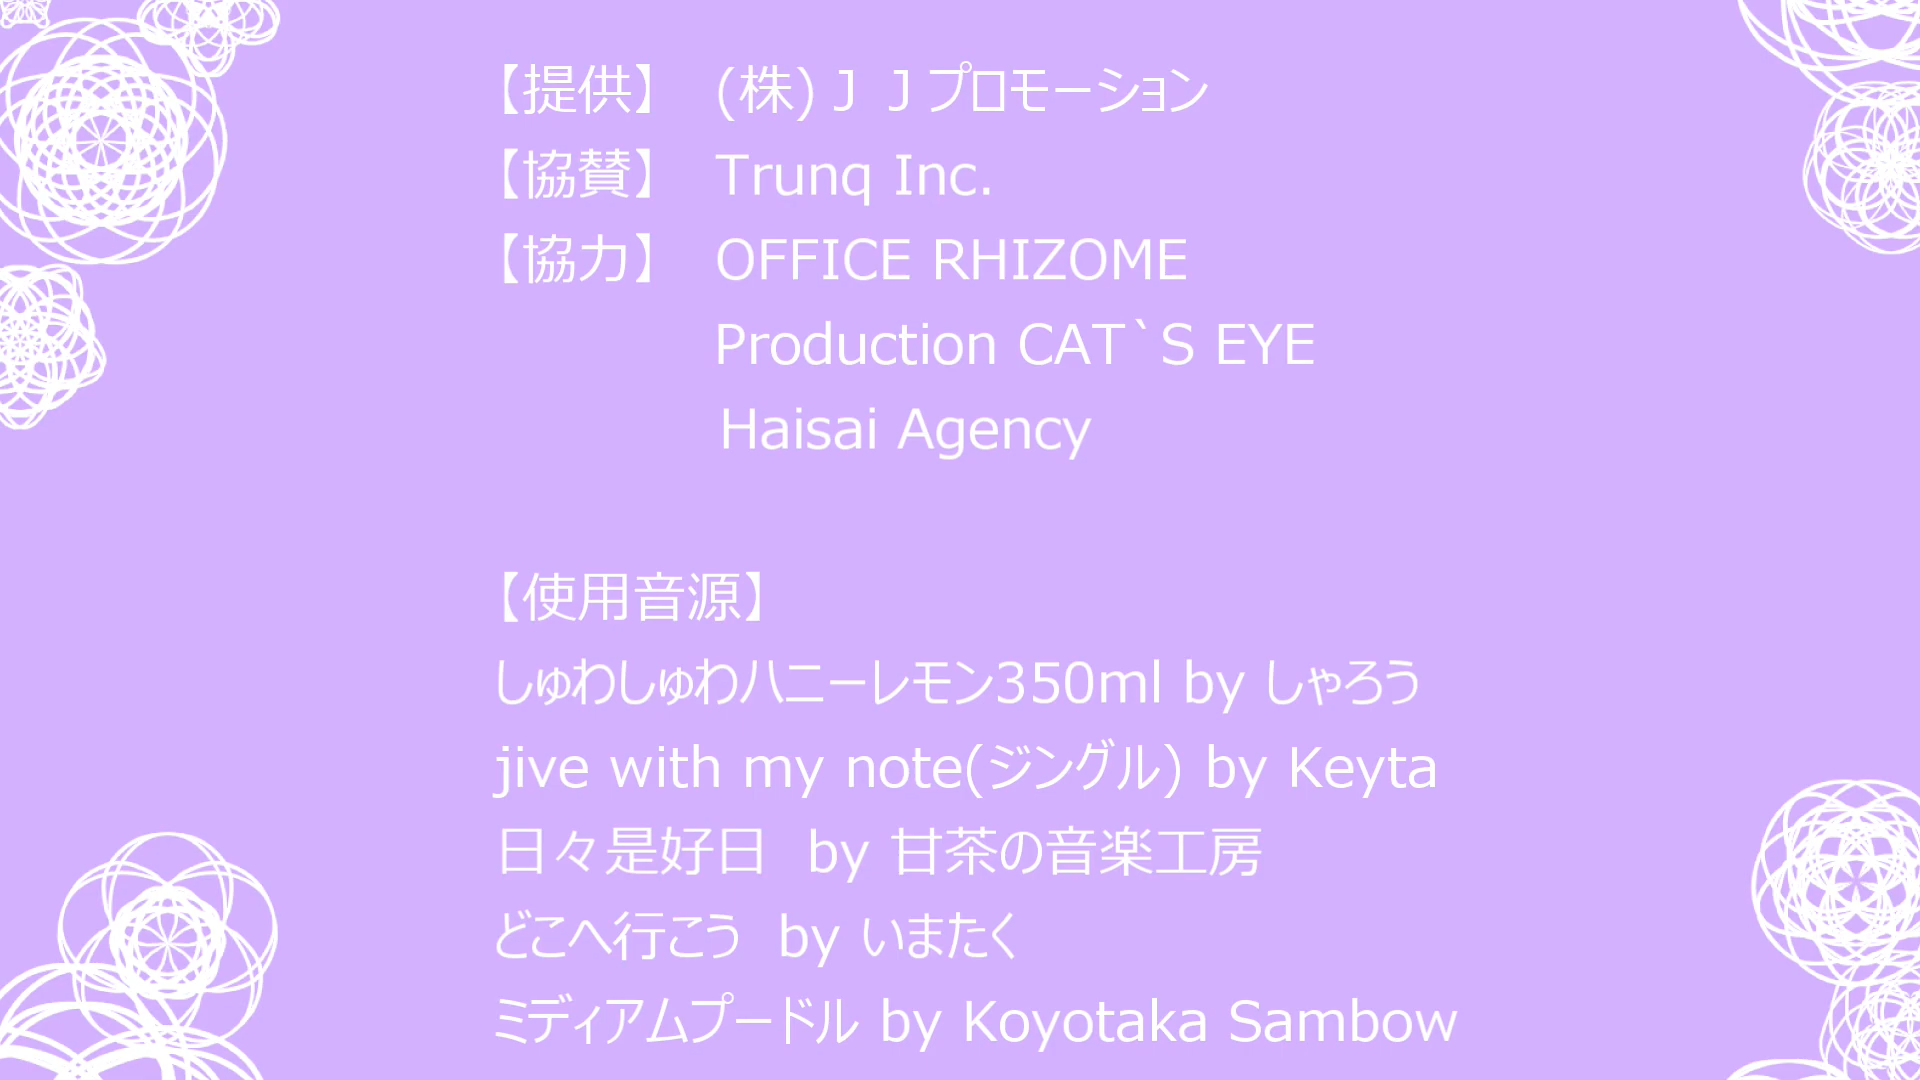 【提供】　(株)ＪＪプロモーション
【協賛】　Trunq Inc.
【協力】　OFFICE RHIZOME
Production CAT`S EYE
Haisai Agency
【使用音源】
しゅわしゅわハニーレモン350ml by しゃろう
jive with my note(ジングル) by Keyta
日々是好日　by 甘茶の音楽工房
どこへ行こう　by いまたく
ミディアムプードル by Koyotaka Sambow